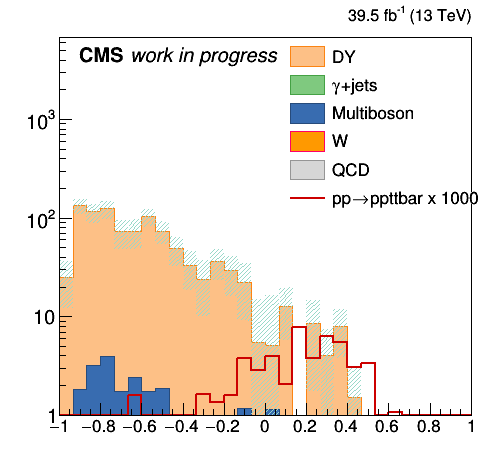 39.5 fb⁻¹ (13 TeV)
CMS work in progress
DY
γ+jets
Multiboson
W
QCD
pp→ppttbar x 1000
10³
10²
10
1
−1 −0.8 −0.6 −0.4 −0.2 0 0.2 0.4 0.6 0.8 1